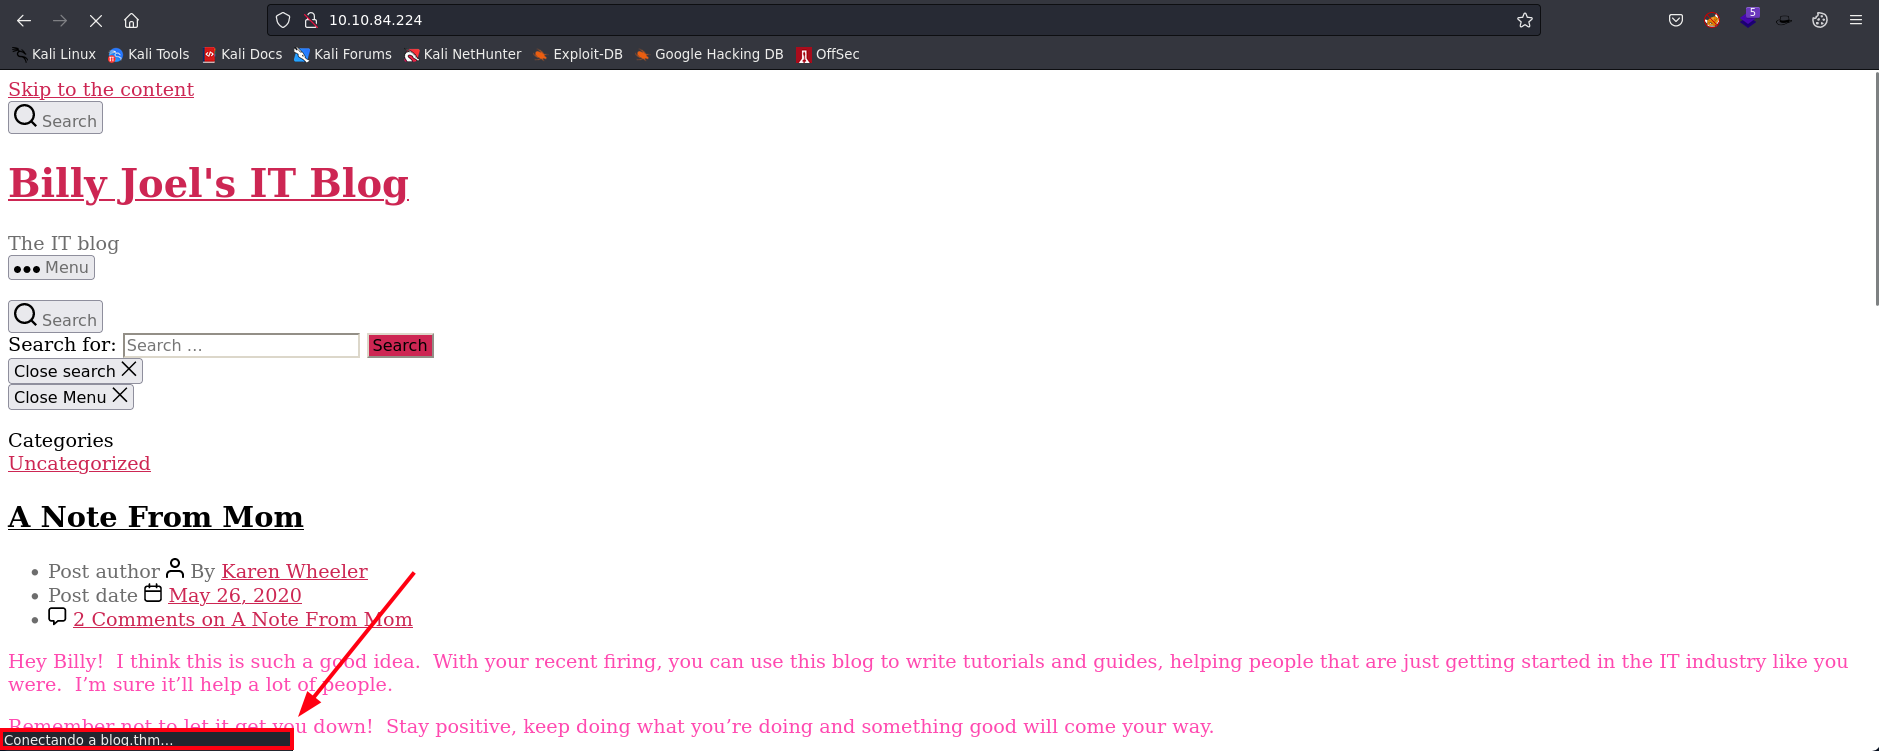 10.10.84.224
5
Kali Linux Kali Tools Kali Docs Kali Forums Kali NetHunter Exploit-DB Google Hacking DB OffSec
Skip to the content
Search
Billy Joel's IT Blog
The IT blog
Menu
Search
Search for: Search … Search
Close search
Close Menu
Categories
Uncategorized
A Note From Mom
Post author By Karen Wheeler
Post date May 26, 2020
2 Comments on A Note From Mom
Hey Billy!  I think this is such a good idea.  With your recent firing, you can use this blog to write tutorials and guides, helping people that are just getting started in the IT industry like you
were.  I’m sure it’ll help a lot of people.
Remember not to let it get you down!  Stay positive, keep doing what you’re doing and something good will come your way.
Conectando a blog.thm…